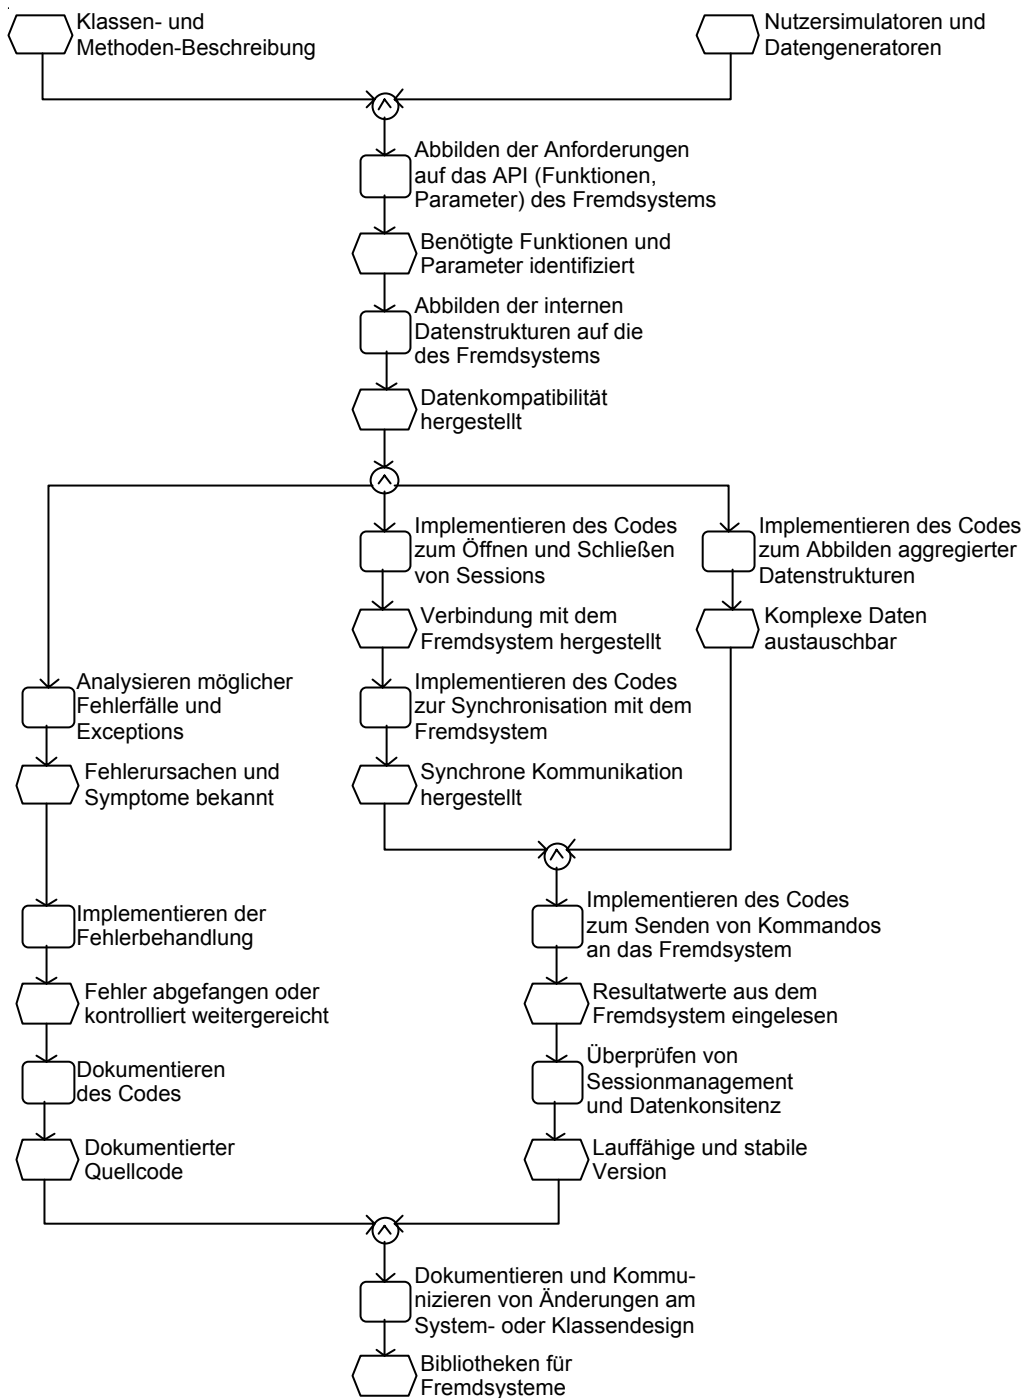 Klassen- und
Methoden-Beschreibung
Nutzersimulatoren und
Datengeneratoren
Abbilden der Anforderungen
auf das API (Funktionen,
Parameter) des Fremdsystems
Benötigte Funktionen und
Parameter identifiziert
Abbilden der internen
Datenstrukturen auf die
des Fremdsystems
Datenkompatibilität
hergestellt
Implementieren des Codes
zum Öffnen und Schließen
von Sessions
Implementieren des Codes
zum Abbilden aggregierter
Datenstrukturen
Verbindung mit dem
Fremdsystem hergestellt
Komplexe Daten
austauschbar
Analysieren möglicher
Fehlerfälle und
Exceptions
Implementieren des Codes
zur Synchronisation mit dem
Fremdsystem
Fehlerursachen und
Symptome bekannt
Synchrone Kommunikation
hergestellt
Implementieren der
Fehlerbehandlung
Implementieren des Codes
zum Senden von Kommandos
an das Fremdsystem
Fehler abgefangen oder
kontrolliert weitergereicht
Resultatwerte aus dem
Fremdsystem eingelesen
Dokumentieren
des Codes
Überprüfen von
Sessionmanagement
und Datenkonsitenz
Dokumentierter
Quellcode
Lauffähige und stabile
Version
Dokumentieren und Kommu-
nizieren von Änderungen am
System- oder Klassendesign
Bibliotheken für
Fremdsysteme